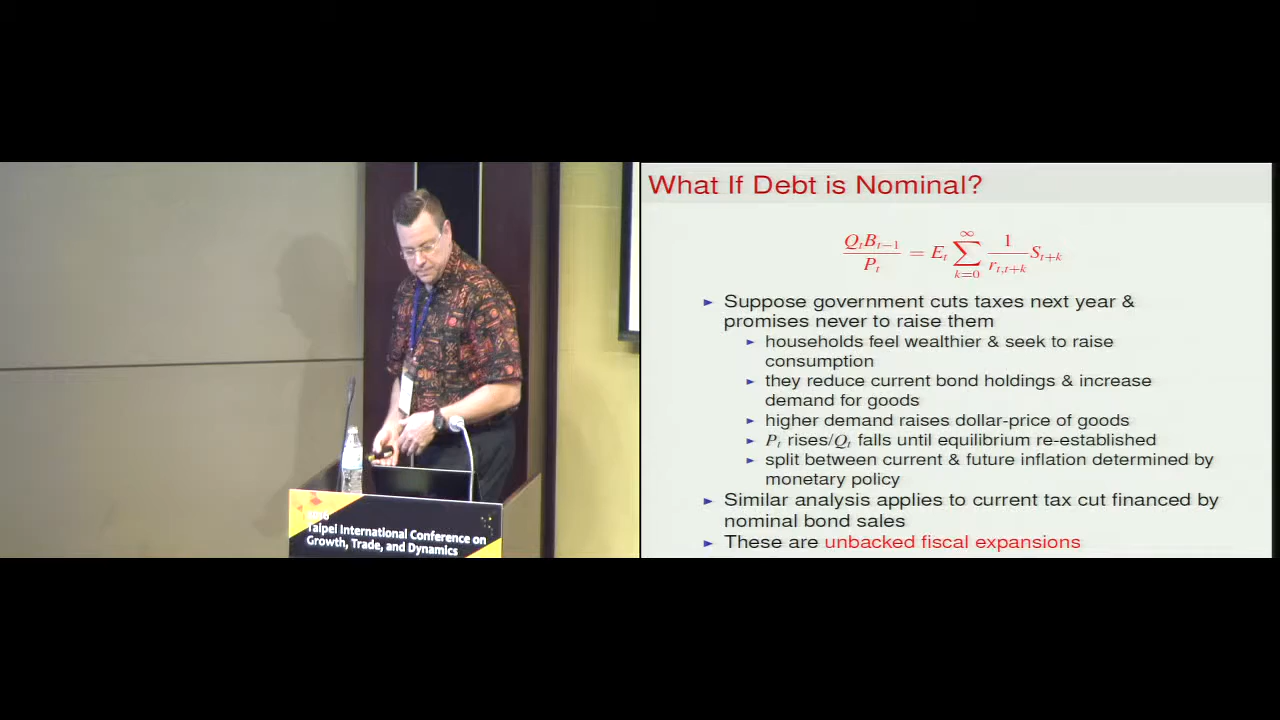 Taipei International Conference on
Growth, Trade, and Dynamics
What If Debt is Nominal?
Q_t B_{t−1} / P_t = E_t ∑_{k=0}^{∞} 1 / r_{t,t+k} S_{t+k}
► Suppose government cuts taxes next year &
promises never to raise them
► households feel wealthier & seek to raise
consumption
► they reduce current bond holdings & increase
demand for goods
► higher demand raises dollar-price of goods
► P_t rises/Q_t falls until equilibrium re-established
► split between current & future inflation determined by
monetary policy
► Similar analysis applies to current tax cut financed by
nominal bond sales
► These are unbacked fiscal expansions